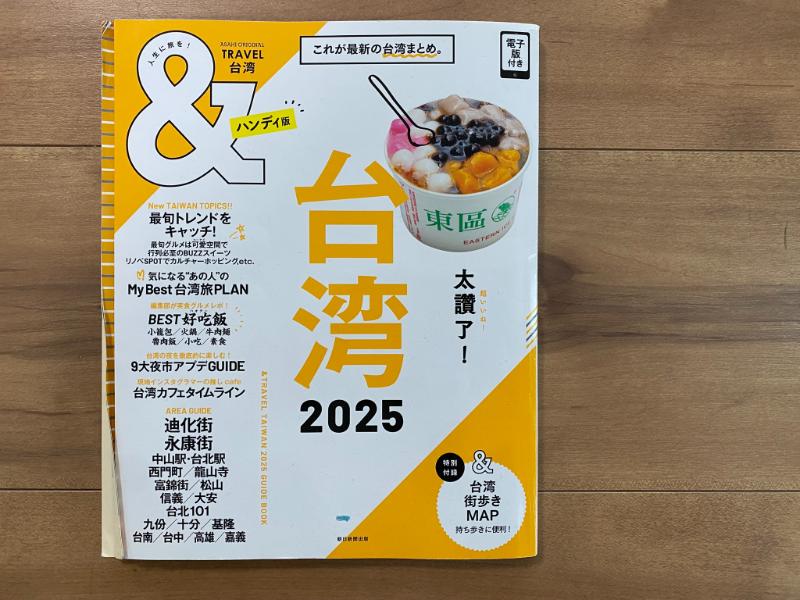 人生に旅を!
ASAHI ORIGINAL
&
TRAVEL
台湾
ハンディ版
これが最新の台湾まとめ。
電子
版
付き
東區
EASTERN
台湾
2025
太讚了!
超いいね!
New TAIWAN TOPICS!!
最旬トレンドを
キャッチ!
最旬グルメは可愛空間で
行列必至のBUZZスイーツ
リノベSPOTでカルチャーホッピングetc.
気になる“あの人”の
My Best 台湾旅PLAN
編集部が実食グルメレポ!
BEST 好吃飯
小籠包/火鍋/牛肉麺
魯肉飯/小吃/素食
台湾の夜を徹底的に楽しむ!
9大夜市アプデGUIDE
現地インスタグラマーの推し cafe
台湾カフェタイムライン
AREA GUIDE
迪化街
永康街
中山駅・台北駅
西門町/龍山寺
富錦街/松山
信義/大安
台北101
九份/十分/基隆
台南/台中/高雄/嘉義
&TRAVEL TAIWAN 2025 GUIDE BOOK
特別
付録
&
台湾
街歩き
MAP
持ち歩きに便利!
朝日新聞出版